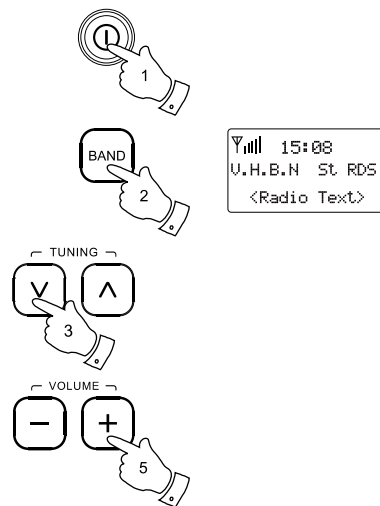 1
BAND
2
15:08
V.H.B.N St RDS
<Radio Text>
TUNING
3
VOLUME
5